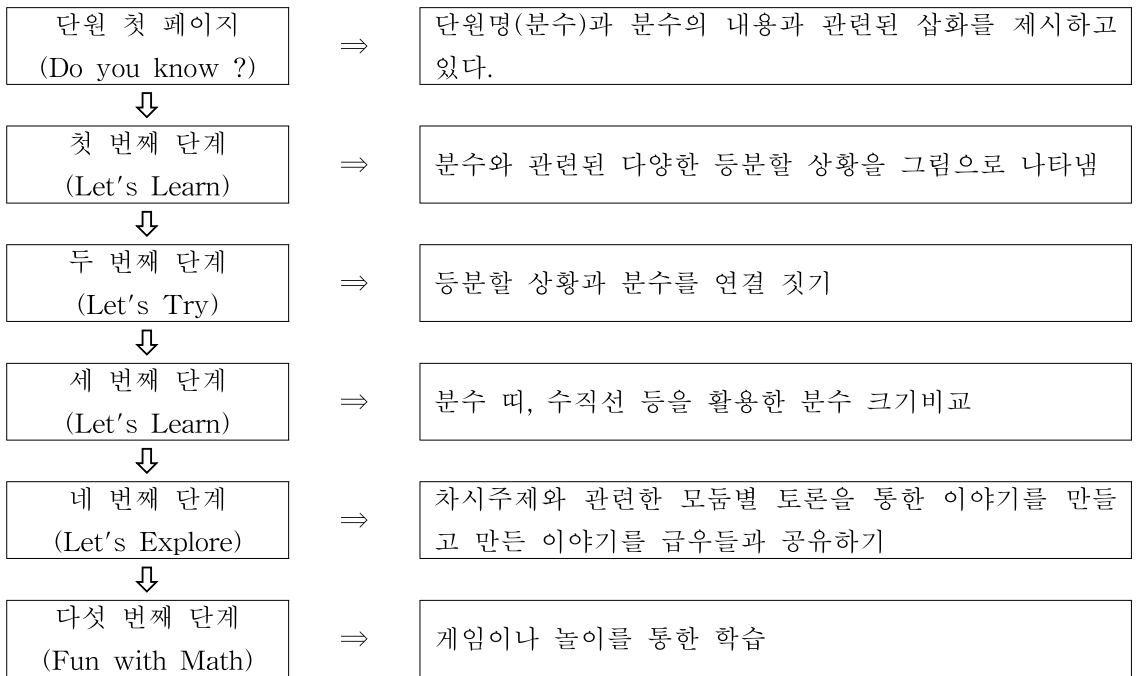 단원 첫 페이지
(Do you know ?)
⇒
단원명(분수)과 분수의 내용과 관련된 삽화를 제시하고
있다.
⇩
첫 번째 단계
(Let's Learn)
⇒
분수와 관련된 다양한 등분할 상황을 그림으로 나타냄
⇩
두 번째 단계
(Let's Try)
⇒
등분할 상황과 분수를 연결 짓기
⇩
세 번째 단계
(Let's Learn)
⇒
분수 띠, 수직선 등을 활용한 분수 크기비교
⇩
네 번째 단계
(Let's Explore)
⇒
차시주제와 관련한 모둠별 토론을 통한 이야기를 만들
고 만든 이야기를 급우들과 공유하기
⇩
다섯 번째 단계
(Fun with Math)
⇒
게임이나 놀이를 통한 학습